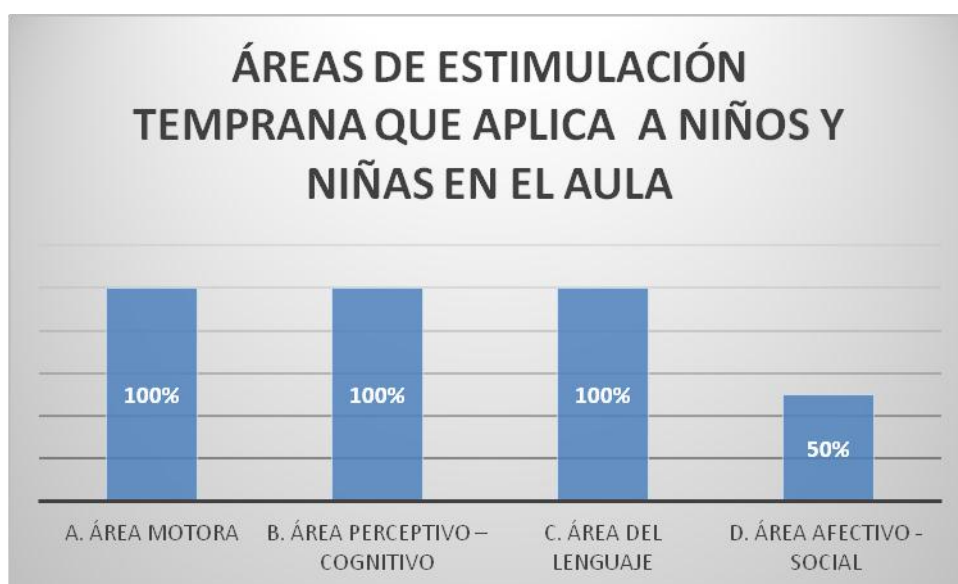 ÁREAS DE ESTIMULACIÓN
TEMPRANA QUE APLICA A NIÑOS Y
NIÑAS EN EL AULA
100%
100%
100%
50%
A. ÁREA MOTORA
B. ÁREA PERCEPTIVO –
COGNITIVO
C. ÁREA DEL
LENGUAJE
D. ÁREA AFECTIVO -
SOCIAL